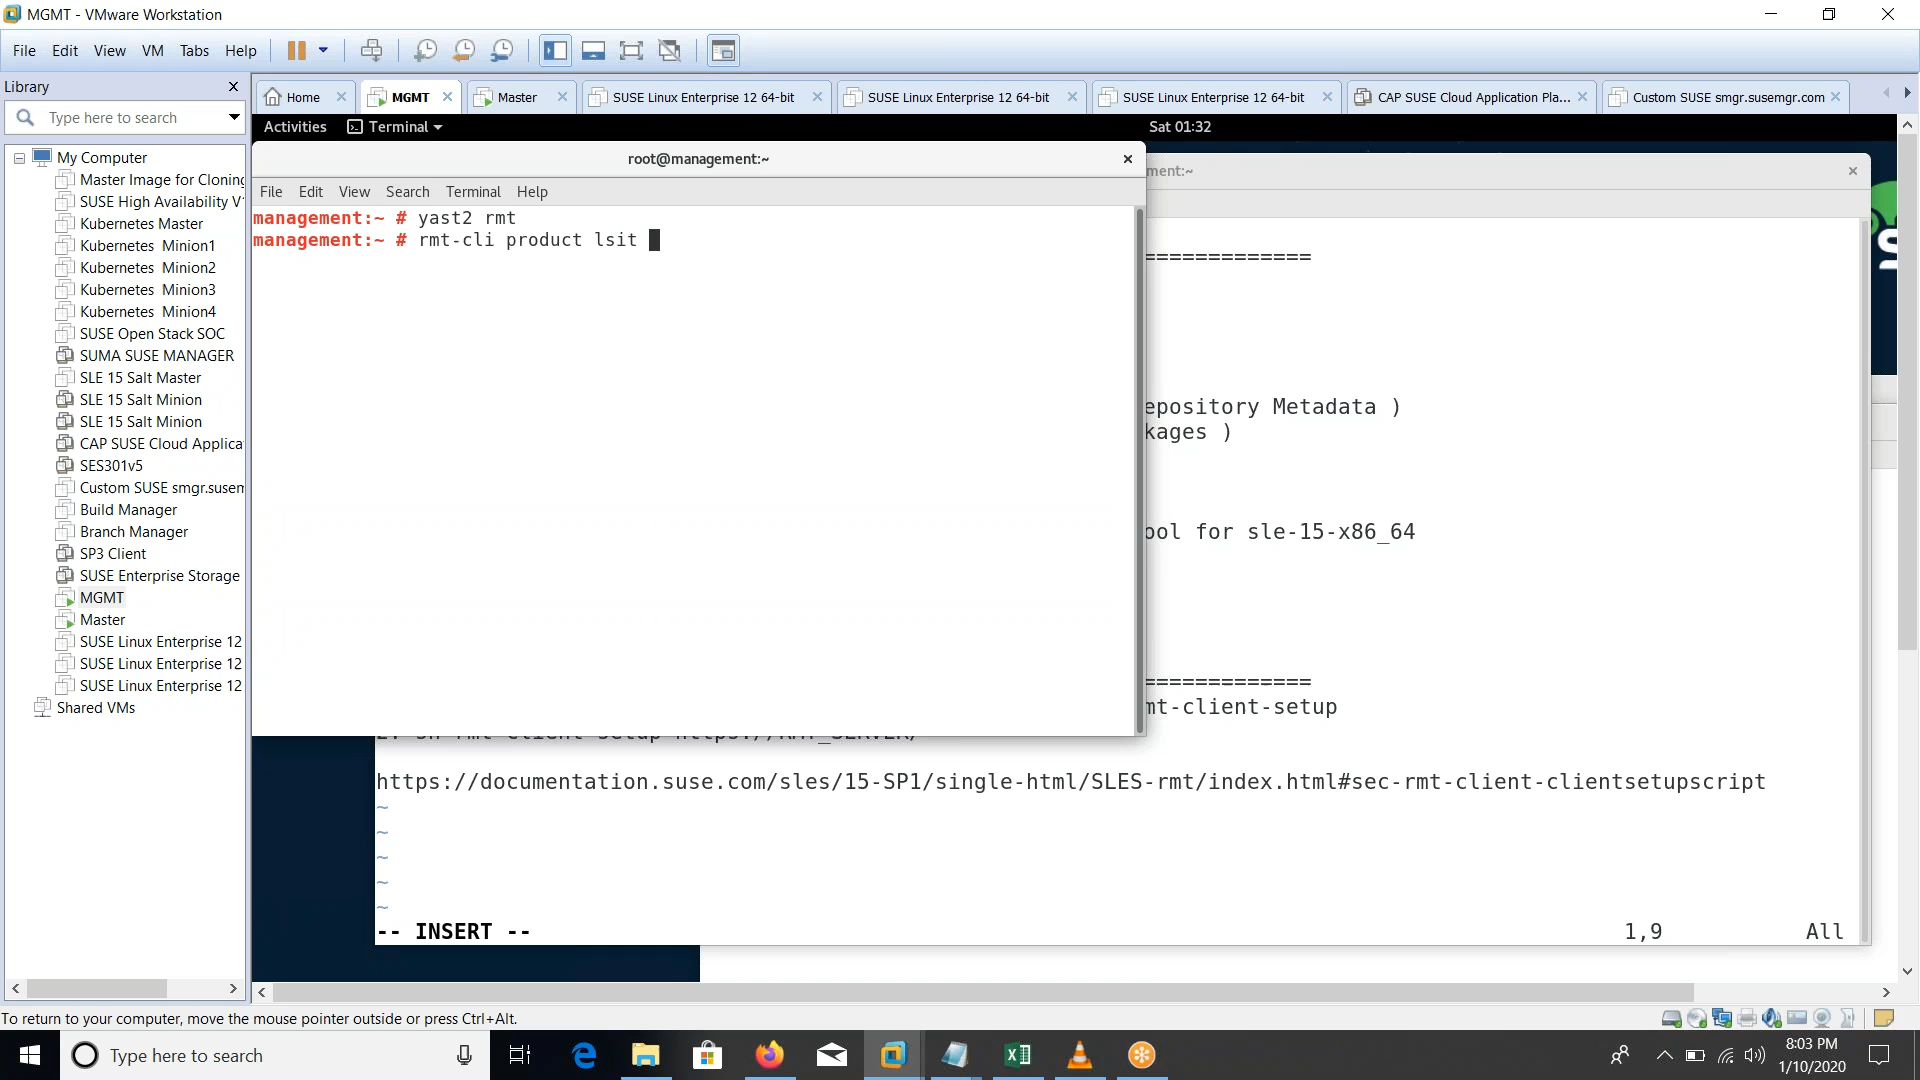 MGMT - VMware Workstation
File Edit View VM Tabs Help
Library
Type here to search
My Computer
Master Image for Cloning
SUSE High Availability V
Kubernetes Master
Kubernetes Minion1
Kubernetes Minion2
Kubernetes Minion3
Kubernetes Minion4
SUSE Open Stack SOC
SUMA SUSE MANAGER
SLE 15 Salt Master
SLE 15 Salt Minion
SLE 15 Salt Minion
CAP SUSE Cloud Applica
SES301v5
Custom SUSE smgr.susem
Build Manager
Branch Manager
SP3 Client
SUSE Enterprise Storage
MGMT
Master
SUSE Linux Enterprise 12
SUSE Linux Enterprise 12
SUSE Linux Enterprise 12
Shared VMs
Home MGMT Master SUSE Linux Enterprise 12 64-bit SUSE Linux Enterprise 12 64-bit SUSE Linux Enterprise 12 64-bit CAP SUSE Cloud Application Pla... Custom SUSE smgr.susemgr.com
Activities Terminal Sat 01:32
root@management:~
File Edit View Search Terminal Help
management:~ # yast2 rmt
management:~ # rmt-cli product lsit
ment:~
=============
epository Metadata )
kages )
ool for sle-15-x86_64
=============
mt-client-setup
https://documentation.suse.com/sles/15-SP1/single-html/SLES-rmt/index.html#sec-rmt-client-clientsetupscript
~
~
~
~
~
-- INSERT -- 1,9 All
To return to your computer, move the mouse pointer outside or press Ctrl+Alt.
Type here to search
8:03 PM
1/10/2020